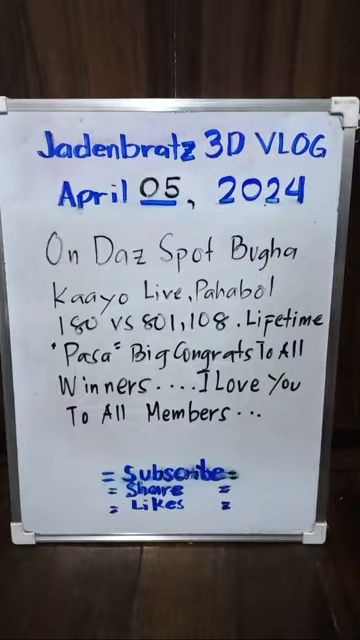 Jadenbratz 3D VLOG
April 05, 2024
On Daz Spot Bugha
Kaayo Live, Pahabol
180 vs 801, 108. Lifetime
"Pasa" Big Congrats To All
Winners.... I Love You
To All Members...
= Subscribe =
= Share =
= Likes =